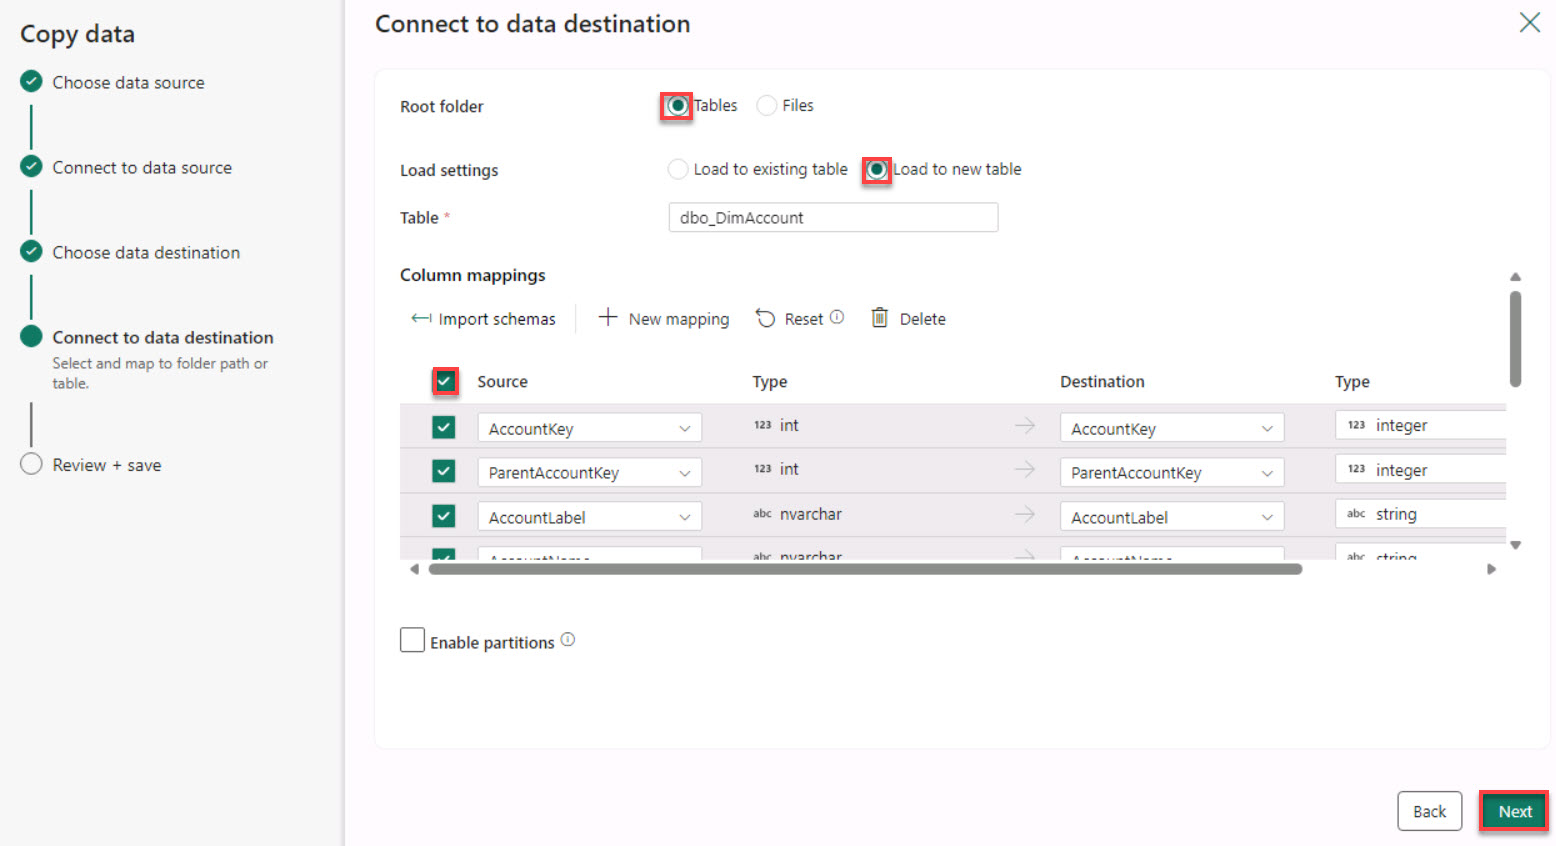 Copy data
Choose data source
Connect to data source
Choose data destination
Connect to data destination
Select and map to folder path or
table.
Review + save
Connect to data destination
Root folder Tables Files
Load settings Load to existing table Load to new table
Table * dbo_DimAccount
Column mappings
Import schemas New mapping Reset Delete
Source Type Destination Type
AccountKey 123 int AccountKey 123 integer
ParentAccountKey 123 int ParentAccountKey 123 integer
AccountLabel abc nvarchar AccountLabel abc string
AccountName abc nvarchar AccountName abc string
Enable partitions
Back Next